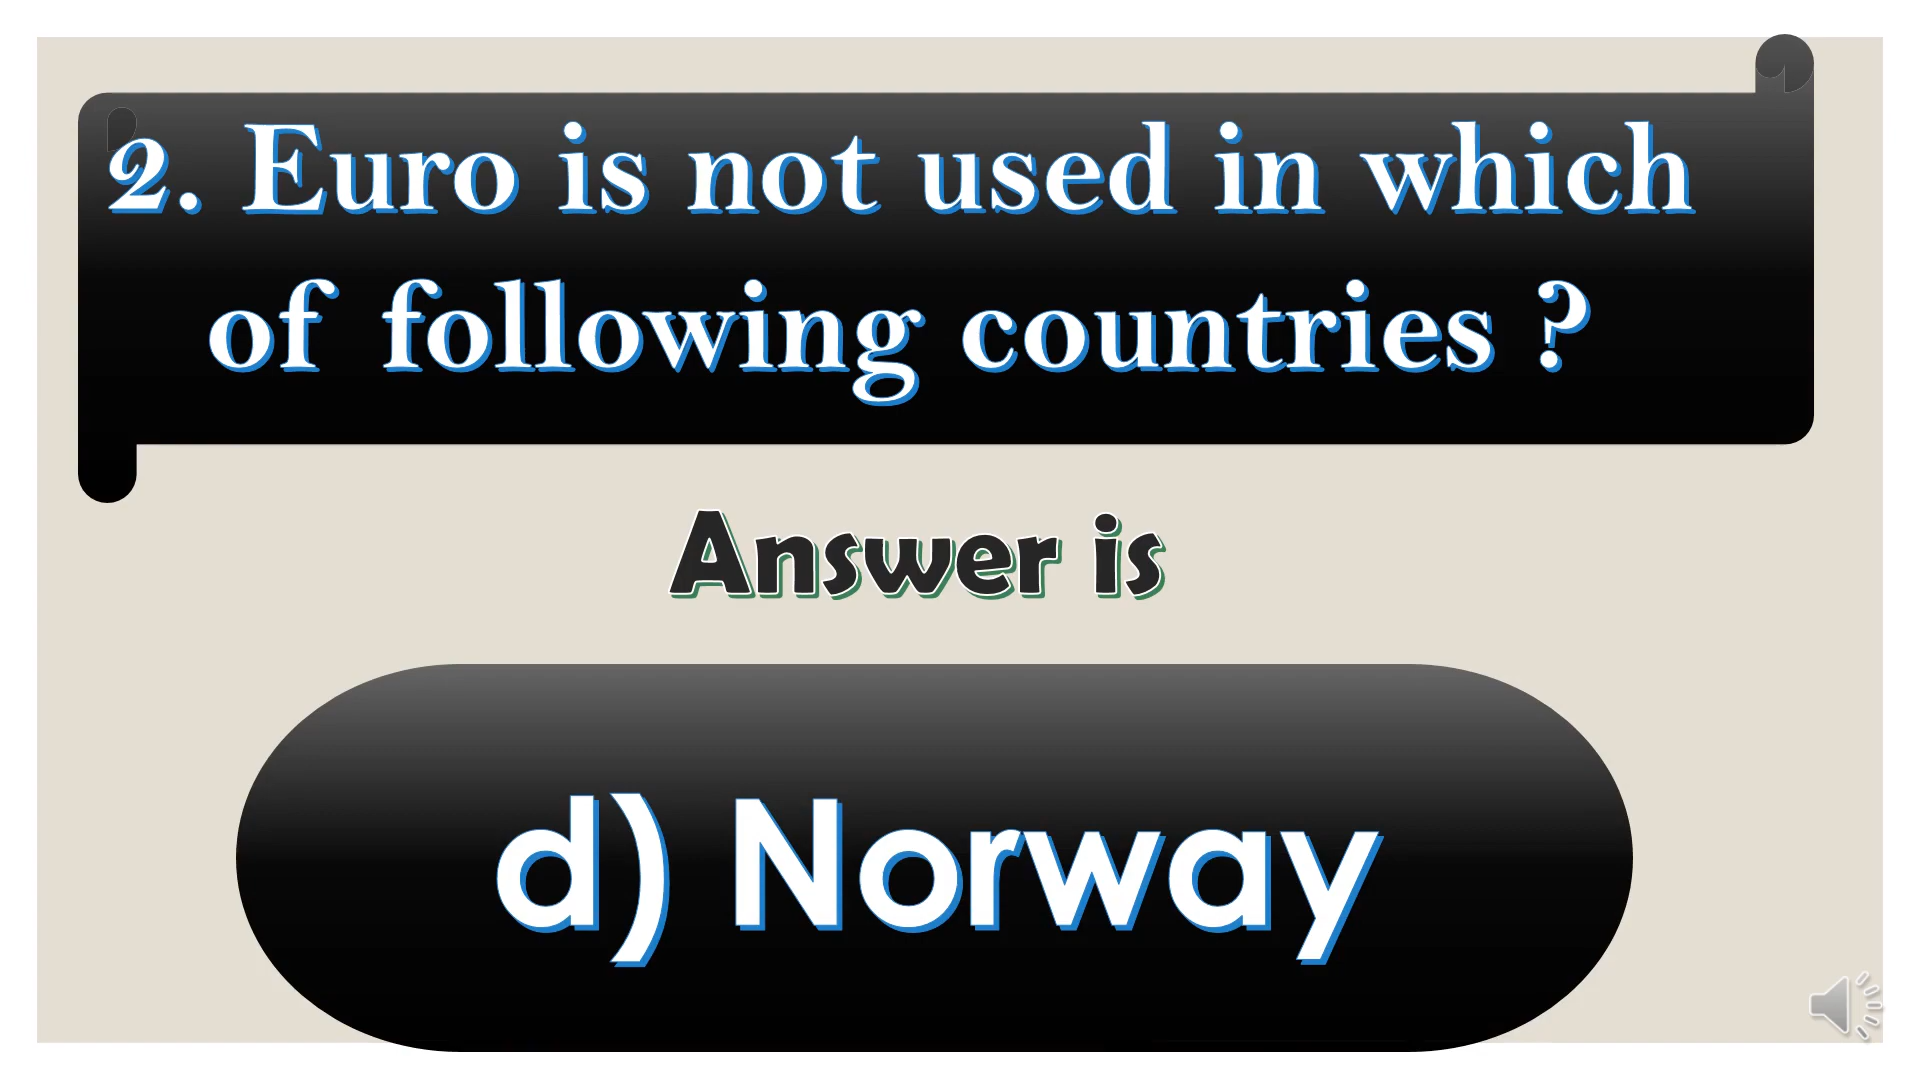 2. Euro is not used in which
of following countries ?
Answer is
d) Norway